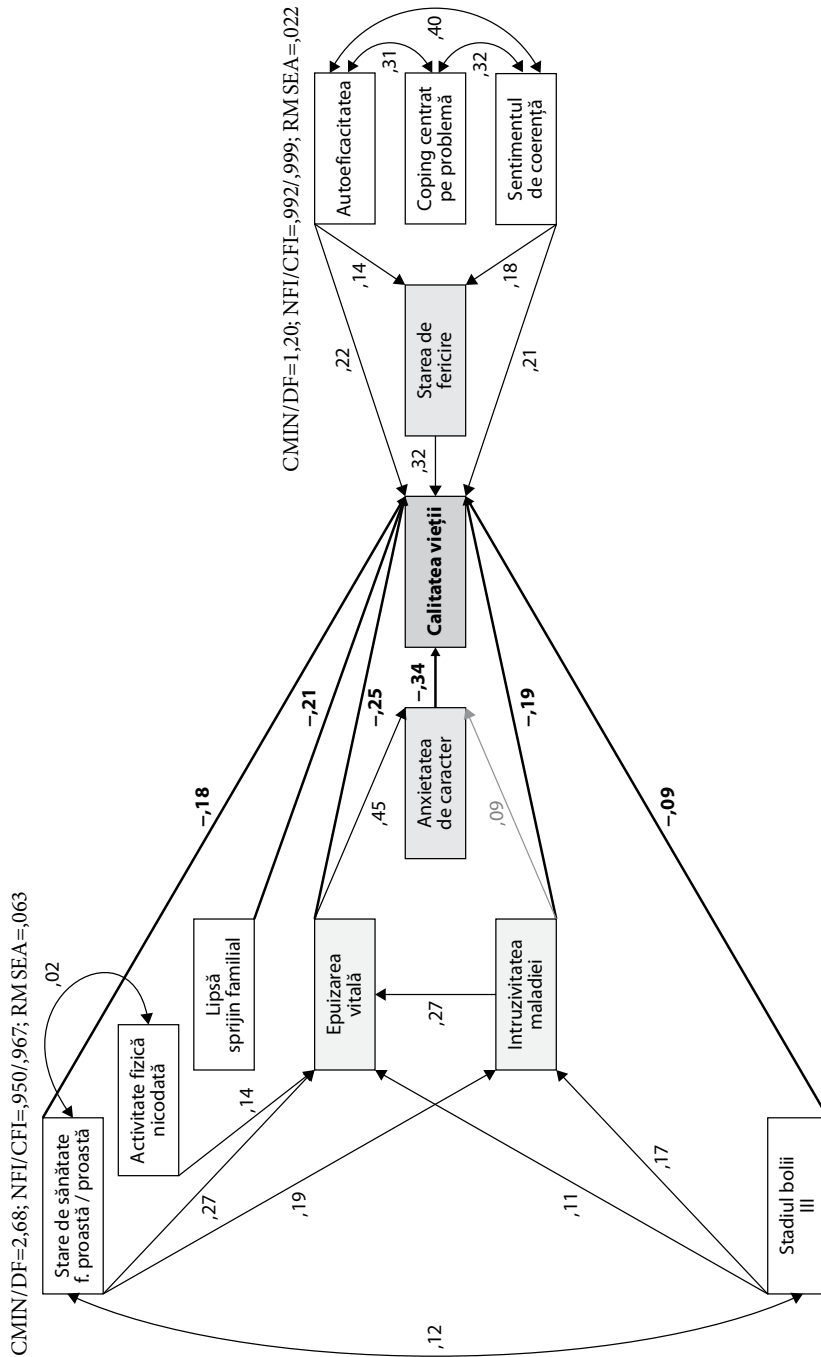 CMIN/DF=2,68; NFI/CFI=,950/,967; RM SEA=,063
CMIN/DF=1,20; NFI/CFI=,992/,999; RM SEA=,022
Stare de sănătate
f. proastă / proastă
,02
Activitate fizică
nicodată
Lipsă
sprijin familial
,14
,27
,19
Epuizarea
vitală
,27
Intruzivitatea
maladiei
,11
,17
,12
Stadiul bolii
III
–,18
–,21
–,25
,45
Anxietatea
de caracter
–,34
,09
–,19
–,09
Calitatea vieții
,22
,32
,21
Starea de
fericire
,14
,18
Autoeficacitatea
Coping centrat
pe problemă
Sentimentul
de coerență
,31
,32
,40